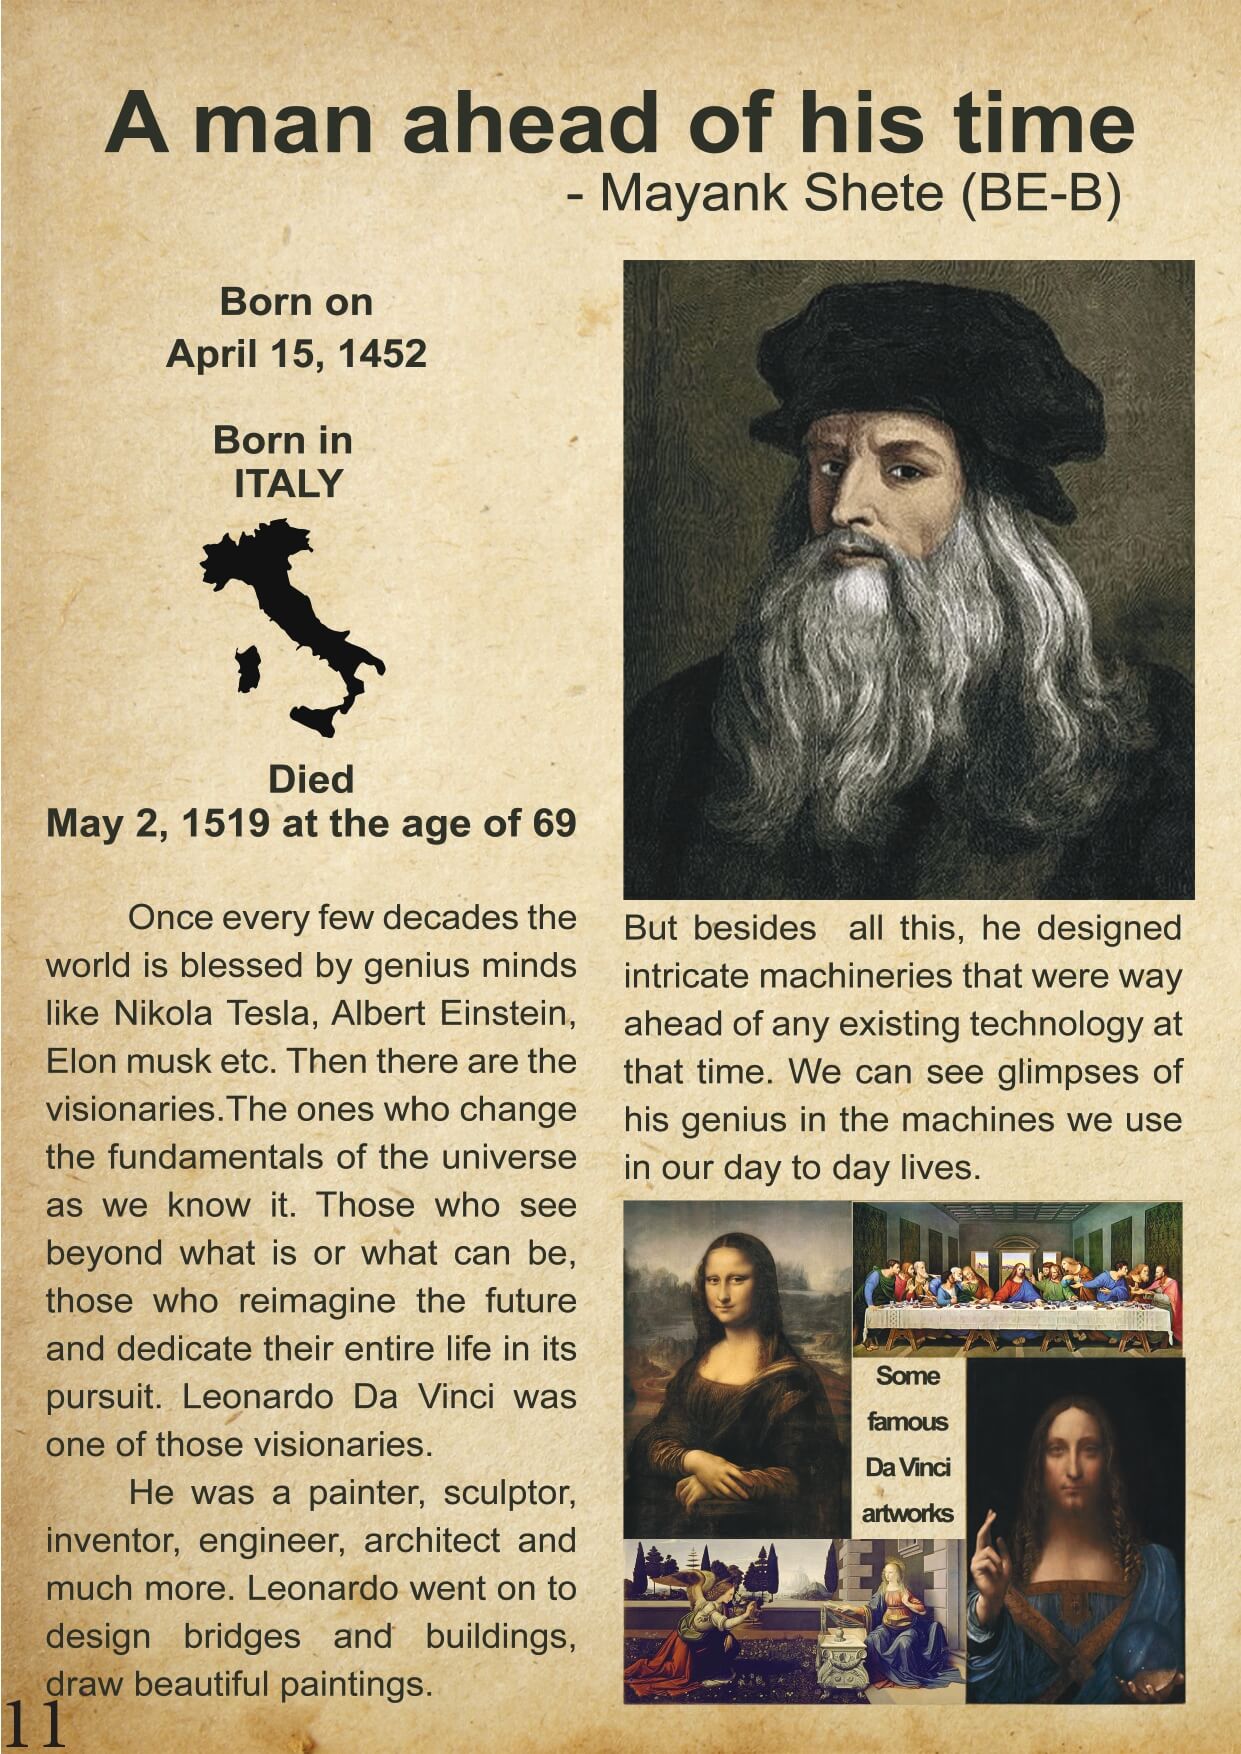 A man ahead of his time
- Mayank Shete (BE-B)
Born on
April 15, 1452
Born in
ITALY
Died
May 2, 1519 at the age of 69
Once every few decades the
world is blessed by genius minds
like Nikola Tesla, Albert Einstein,
Elon musk etc. Then there are the
visionaries.The ones who change
the fundamentals of the universe
as we know it. Those who see
beyond what is or what can be,
those who reimagine the future
and dedicate their entire life in its
pursuit. Leonardo Da Vinci was
one of those visionaries.
He was a painter, sculptor,
inventor, engineer, architect and
much more. Leonardo went on to
design bridges and buildings,
draw beautiful paintings.
But besides all this, he designed
intricate machineries that were way
ahead of any existing technology at
that time. We can see glimpses of
his genius in the machines we use
in our day to day lives.
Some
famous
Da Vinci
artworks
11